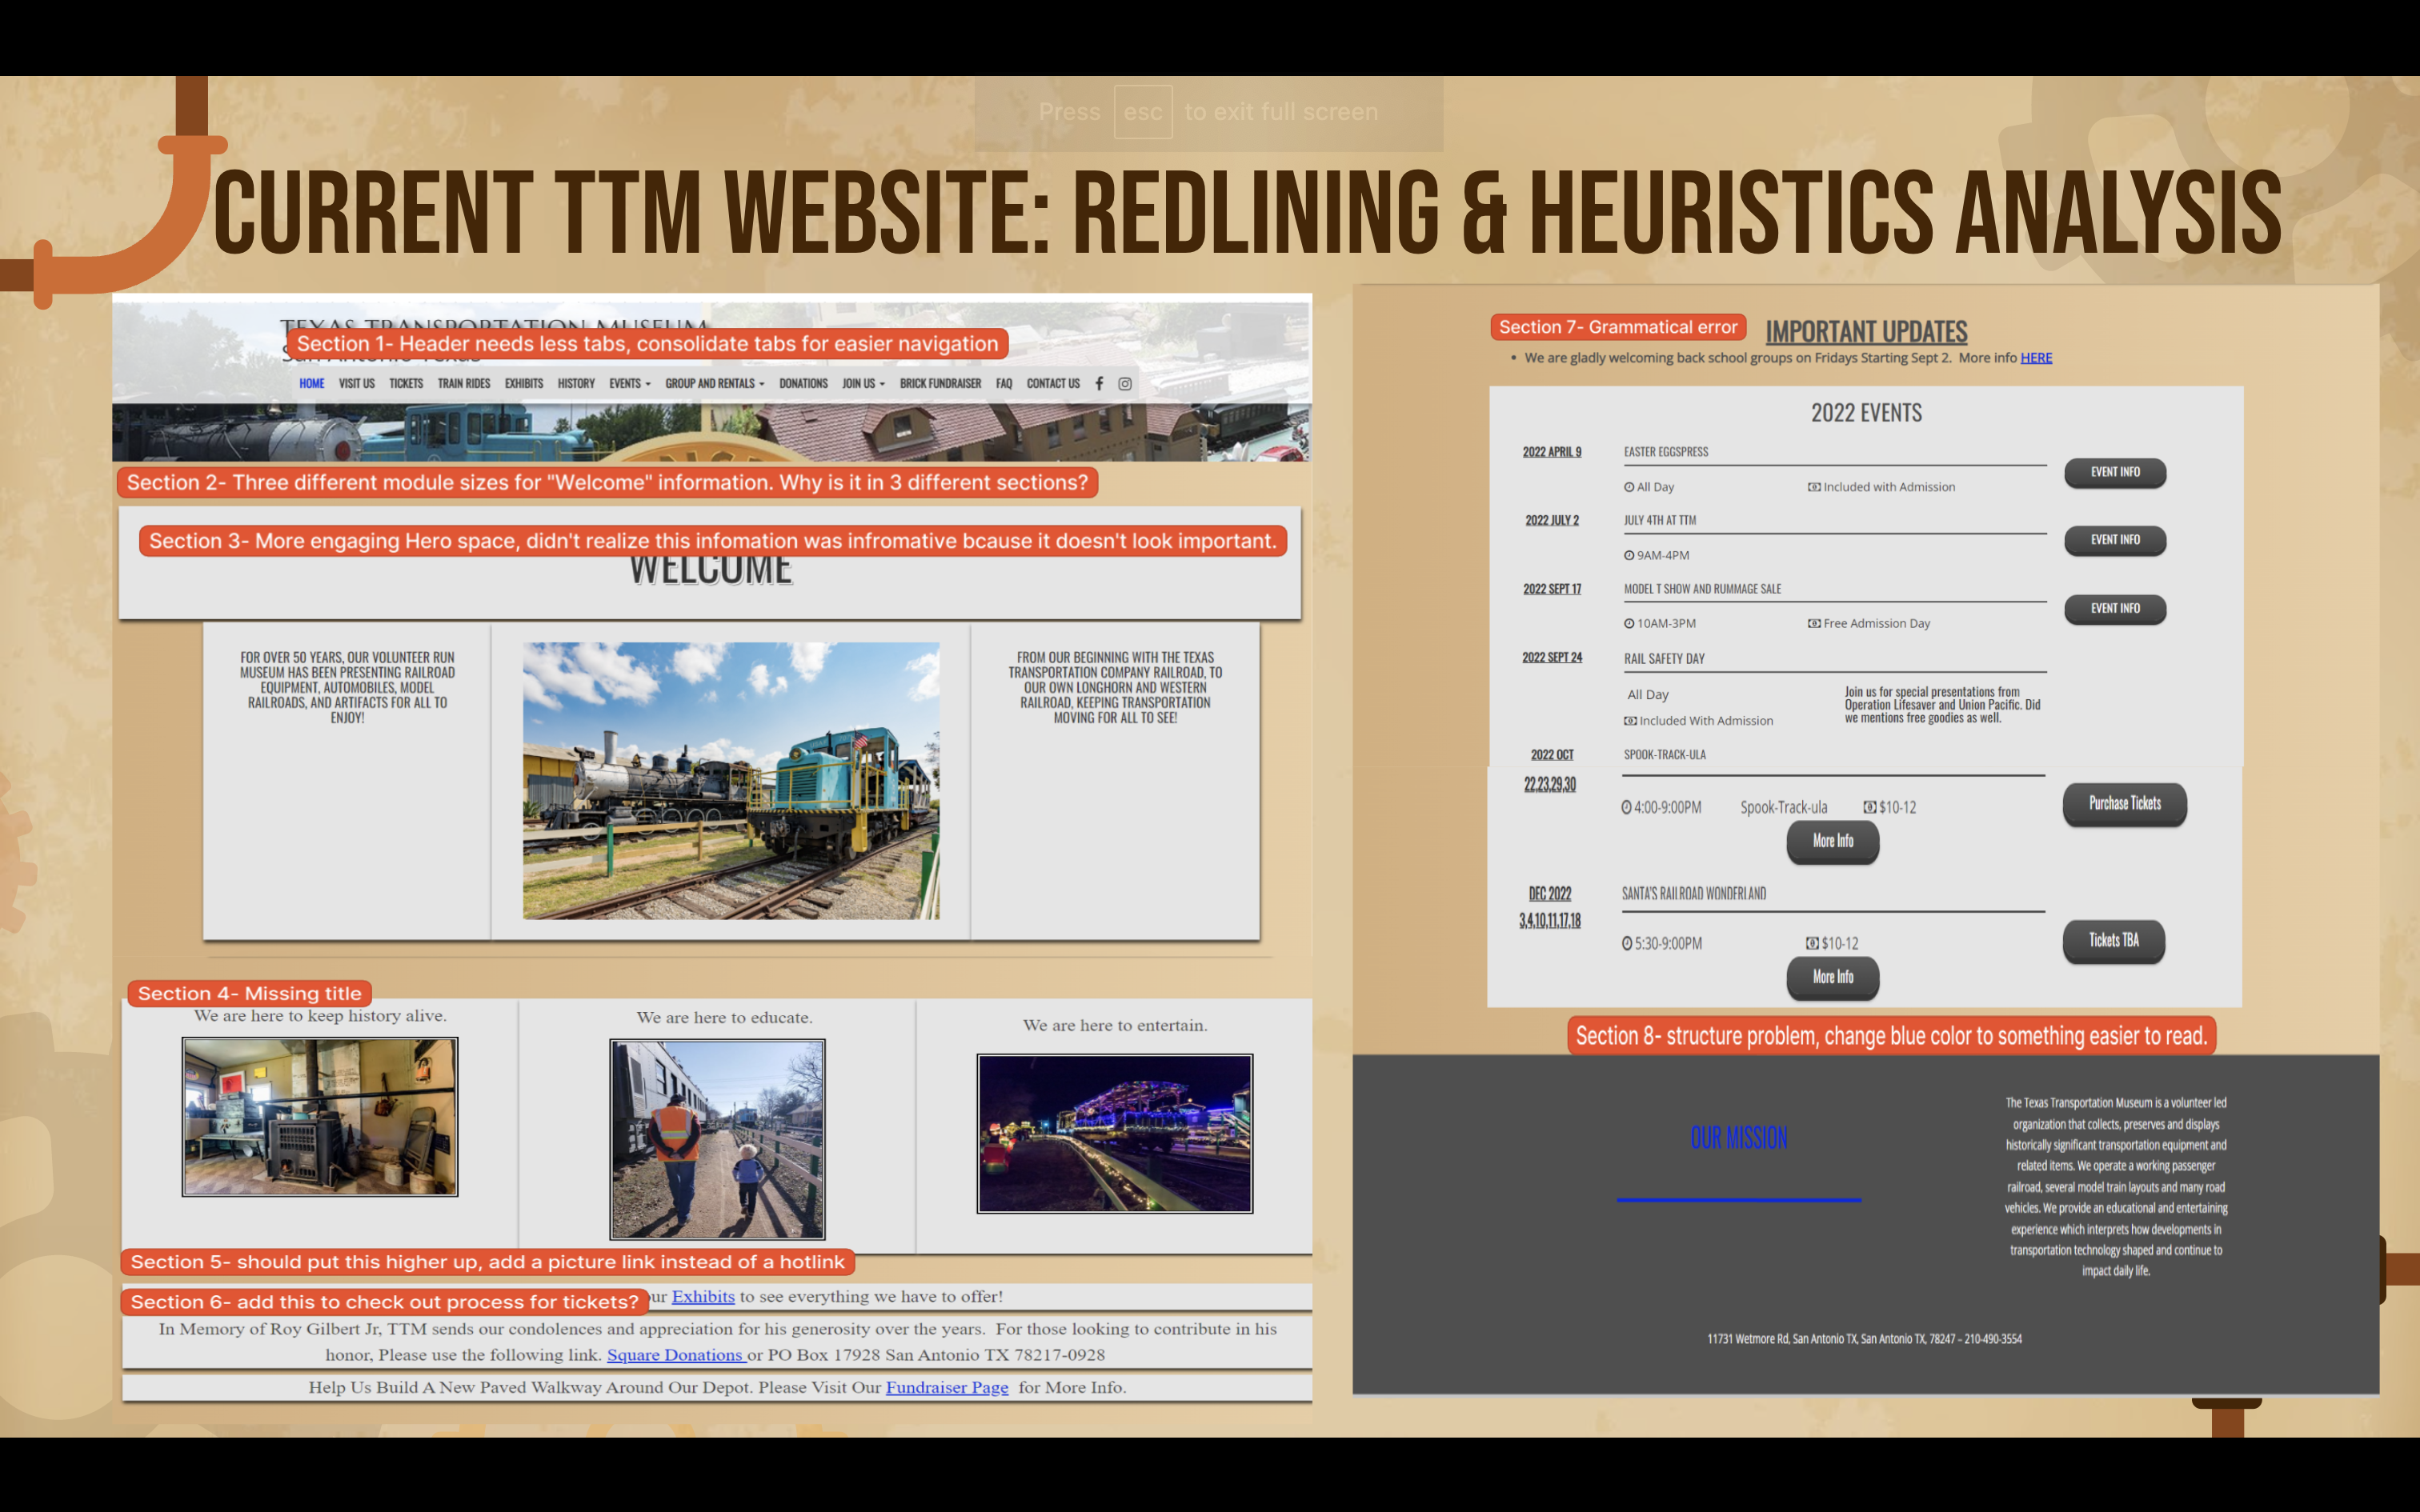 Press esc to exit full screen
CURRENT TTM WEBSITE: REDLINING & HEURISTICS ANALYSIS
TEXAS TRANSPORTATION MUSEUM
Section 1- Header needs less tabs, consolidate tabs for easier navigation
HOME VISIT US TICKETS TRAIN RIDES EXHIBITS HISTORY EVENTS GROUP AND RENTALS DONATIONS JOIN US BRICK FUNDRAISER FAQ CONTACT US
Section 2- Three different module sizes for "Welcome" information. Why is it in 3 different sections?
Section 3- More engaging Hero space, didn't realize this infomation was infromative bcause it doesn't look important.
WELCOME
FOR OVER 50 YEARS, OUR VOLUNTEER RUN
MUSEUM HAS BEEN PRESENTING RAILROAD
EQUIPMENT, AUTOMOBILES, MODEL
RAILROADS, AND ARTIFACTS FOR ALL TO
ENJOY!
FROM OUR BEGINNING WITH THE TEXAS
TRANSPORTATION COMPANY RAILROAD, TO
OUR OWN LONGHORN AND WESTERN
RAILROAD, KEEPING TRANSPORTATION
MOVING FOR ALL TO SEE!
Section 4- Missing title
We are here to keep history alive.
We are here to educate.
We are here to entertain.
Section 5- should put this higher up, add a picture link instead of a hotlink
Section 6- add this to check out process for tickets?
our Exhibits to see everything we have to offer!
In Memory of Roy Gilbert Jr, TTM sends our condolences and appreciation for his generosity over the years. For those looking to contribute in his
honor, Please use the following link. Square Donations or PO Box 17928 San Antonio TX 78217-0928
Help Us Build A New Paved Walkway Around Our Depot. Please Visit Our Fundraiser Page for More Info.
Section 7- Grammatical error
IMPORTANT UPDATES
• We are gladly welcoming back school groups on Fridays Starting Sept 2. More info HERE
2022 EVENTS
2022 APRIL 9 EASTER EGGSPRESS
EVENT INFO
All Day Included with Admission
2022 JULY 2 JULY 4TH AT TTM
EVENT INFO
9AM-4PM
2022 SEPT 17 MODEL T SHOW AND RUMMAGE SALE
EVENT INFO
10AM-3PM Free Admission Day
2022 SEPT 24 RAIL SAFETY DAY
All Day
Included With Admission
Join us for special presentations from
Operation Lifesaver and Union Pacific. Did
we mentions free goodies as well.
2022 OCT SPOOK-TRACK-ULA
22,23,29,30
4:00-9:00PM Spook-Track-ula $10-12
Purchase Tickets
More Info
DEC 2022 SANTA'S RAILROAD WONDERLAND
3,4,10,11,17,18
5:30-9:00PM $10-12
Tickets TBA
More Info
Section 8- structure problem, change blue color to something easier to read.
OUR MISSION
The Texas Transportation Museum is a volunteer led
organization that collects, preserves and displays
historically significant transportation equipment and
related items. We operate a working passenger
railroad, several model train layouts and many road
vehicles. We provide an educational and entertaining
experience which interprets how developments in
transportation technology shaped and continue to
impact daily life.
11731 Wetmore Rd, San Antonio TX, San Antonio TX, 78247 – 210-490-3554